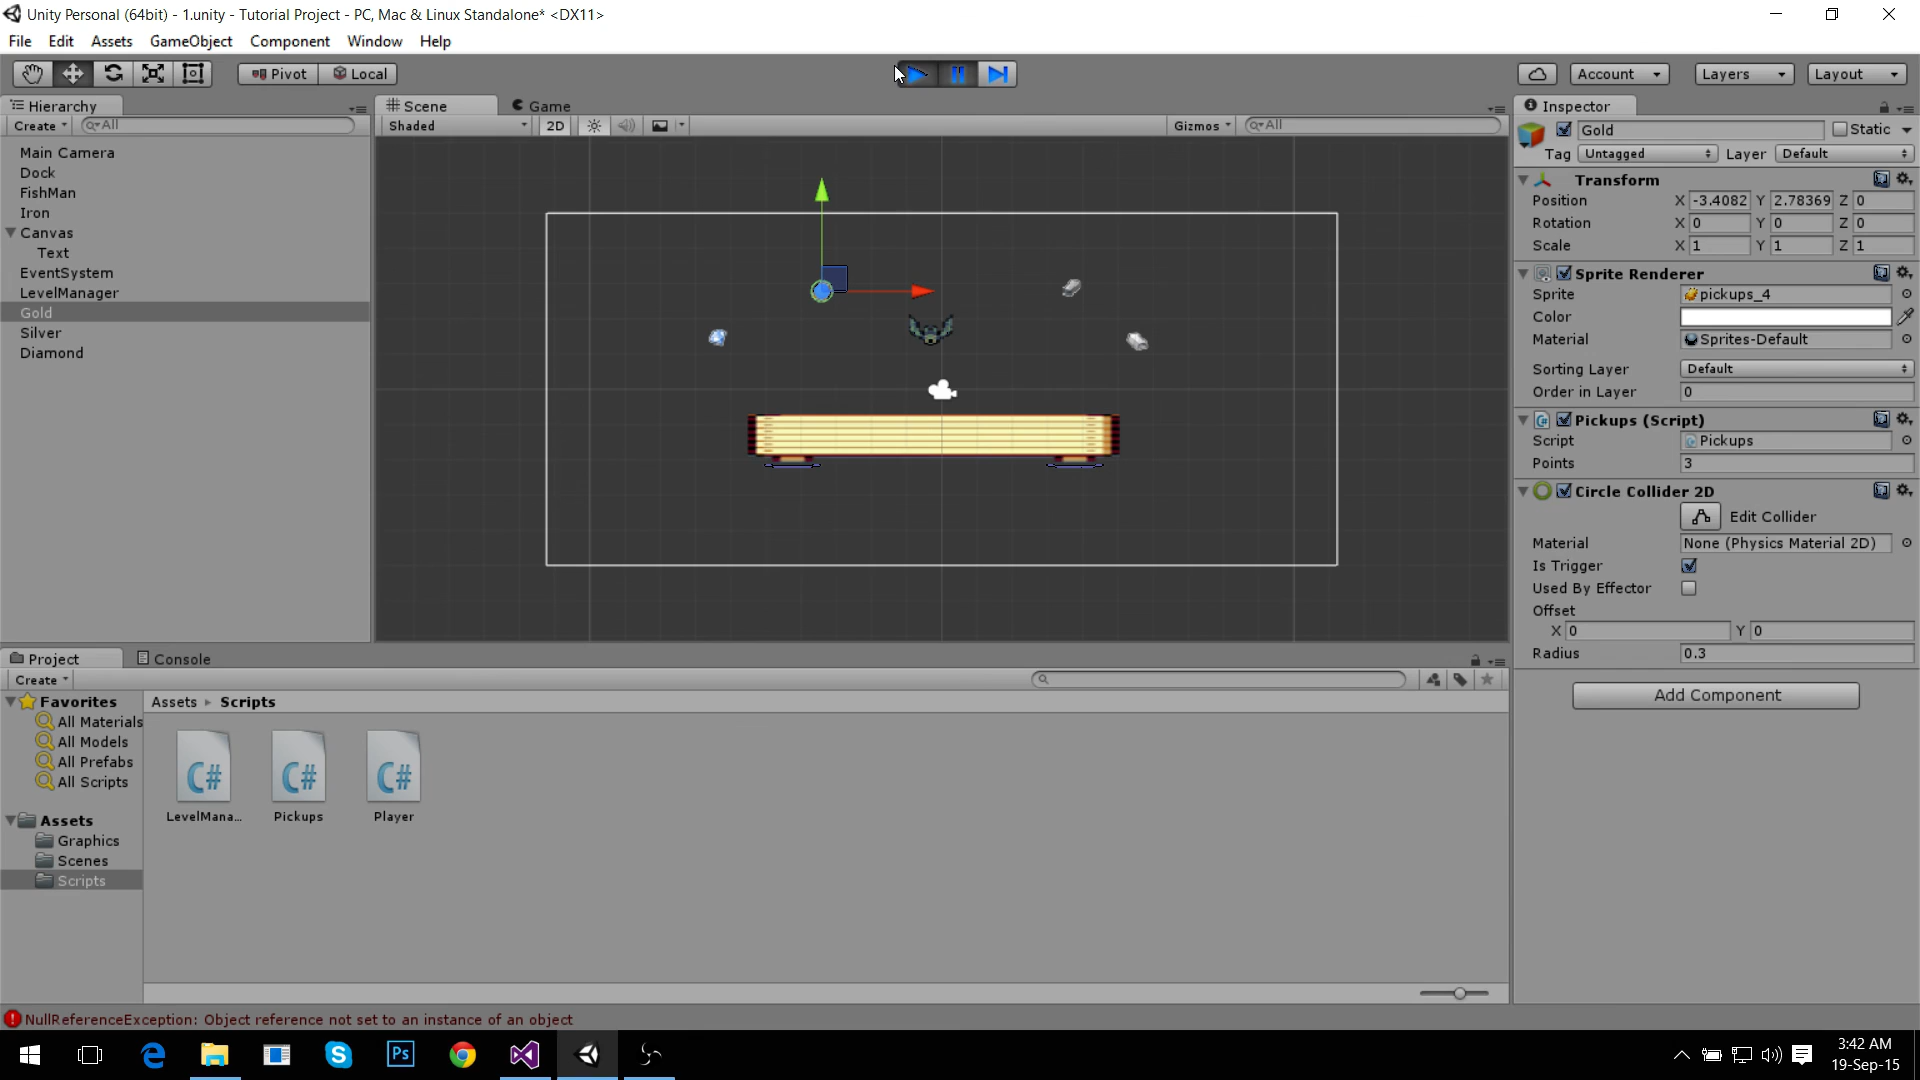 Unity Personal (64bit) - 1.unity - Tutorial Project - PC, Mac & Linux Standalone* <DX11>
File Edit Assets GameObject Component Window Help
Pivot Local Account Layers Layout
Hierarchy
Create All
Main Camera
Dock
FishMan
Iron
Canvas
Text
EventSystem
LevelManager
Gold
Silver
Diamond
Scene Game
Shaded 2D Gizmos All
Inspector
Gold Static
Tag Untagged Layer Default
Transform
Position X -3.4082 Y 2.78369 Z 0
Rotation X 0 Y 0 Z 0
Scale X 1 Y 1 Z 1
Sprite Renderer
Sprite pickups_4
Color
Material Sprites-Default
Sorting Layer Default
Order in Layer 0
Pickups (Script)
Script Pickups
Points 3
Circle Collider 2D
Edit Collider
Material None (Physics Material 2D)
Is Trigger
Used By Effector
Offset
X 0 Y 0
Radius 0.3
Add Component
Project Console
Create
Favorites
All Materials
All Models
All Prefabs
All Scripts
Assets
Graphics
Scenes
Scripts
Assets Scripts
C# C# C#
LevelMana... Pickups Player
NullReferenceException: Object reference not set to an instance of an object
Ps
3:42 AM
19-Sep-15